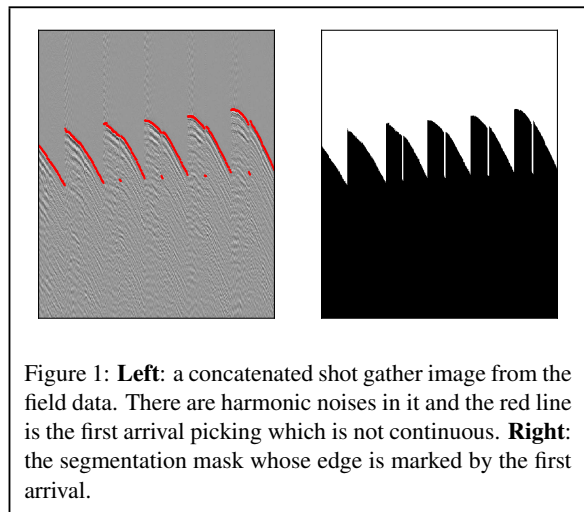 Figure 1: Left: a concatenated shot gather image from the
field data. There are harmonic noises in it and the red line
is the first arrival picking which is not continuous. Right:
the segmentation mask whose edge is marked by the first
arrival.